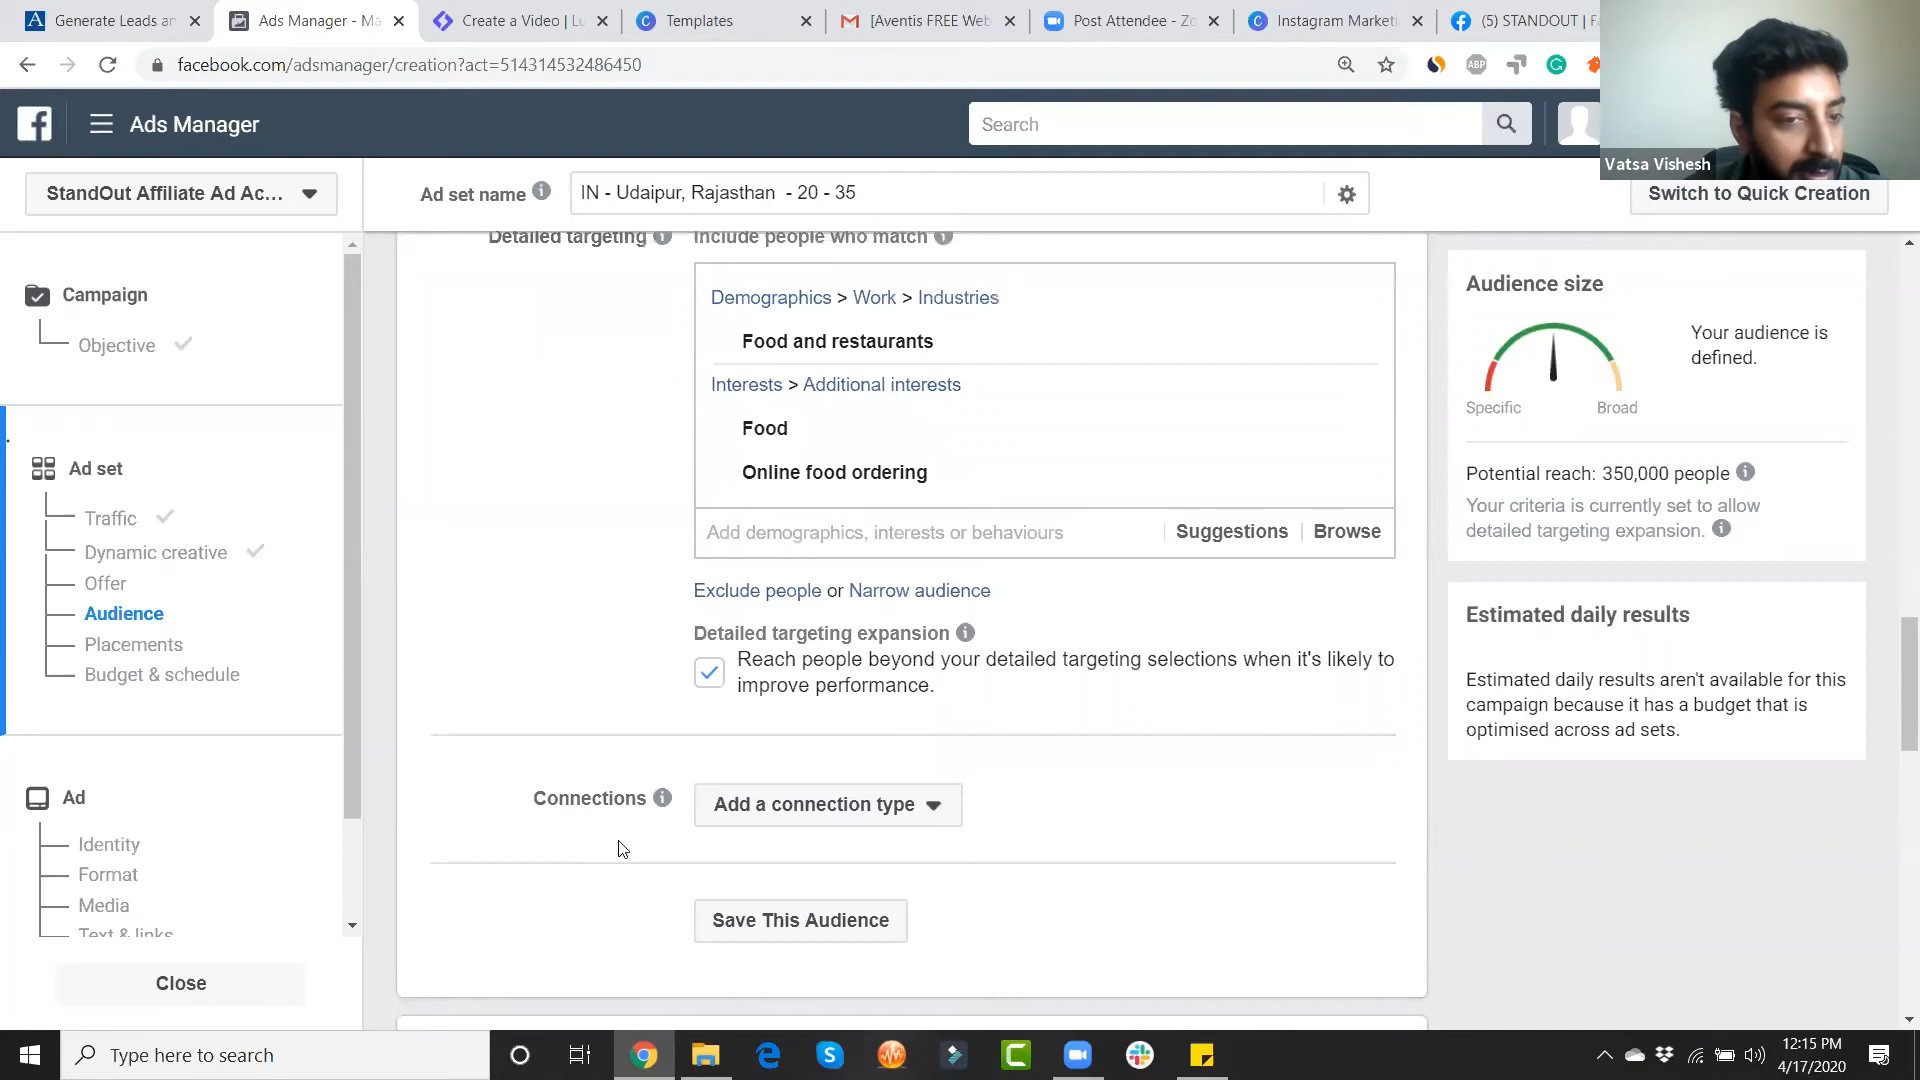 Generate Leads an
Ads Manager - Ma
Create a Video | Lu
Templates
[Aventis FREE Web
Post Attendee - Zo
Instagram Marketi
(5) STANDOUT | Fa
facebook.com/adsmanager/creation?act=514314532486450
ABP
Ads Manager
Search
Vatsa Vishesh
StandOut Affiliate Ad Ac...
Ad set name
IN - Udaipur, Rajasthan - 20 - 35
Switch to Quick Creation
Campaign
Objective
Ad set
Traffic
Dynamic creative
Offer
Audience
Placements
Budget & schedule
Ad
Identity
Format
Media
Text & links
Close
Detailed targeting
Include people who match
Demographics > Work > Industries
Food and restaurants
Interests > Additional interests
Food
Online food ordering
Add demographics, interests or behaviours
Suggestions
Browse
Exclude people or Narrow audience
Detailed targeting expansion
Reach people beyond your detailed targeting selections when it's likely to
improve performance.
Connections
Add a connection type
Save This Audience
Audience size
Your audience is
defined.
Specific
Broad
Potential reach: 350,000 people
Your criteria is currently set to allow
detailed targeting expansion.
Estimated daily results
Estimated daily results aren't available for this
campaign because it has a budget that is
optimised across ad sets.
Type here to search
12:15 PM
4/17/2020